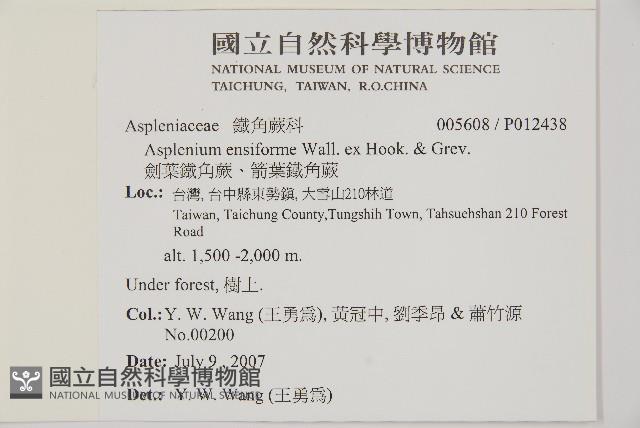 國立自然科學博物館
NATIONAL MUSEUM OF NATURAL SCIENCE
TAICHUNG, TAIWAN, R.O.CHINA
Aspleniaceae 鐵角蕨科 005608 / P012438
Asplenium ensiforme Wall. ex Hook. & Grev.
劍葉鐵角蕨、箭葉鐵角蕨
Loc.: 台灣, 台中縣東勢鎮, 大雪山210林道
Taiwan, Taichung County,Tungshih Town, Tahsuehshan 210 Forest
Road
alt. 1,500 -2,000 m.
Under forest, 樹上.
Col.: Y. W. Wang (王勇爲), 黃冠中, 劉季昂 & 蕭竹源
No.00200
Date: July 9, 2007
Det.: Y. W. Wang (王勇爲)
國立自然科學博物館
NATIONAL MUSEUM OF NATURAL SCIENCE